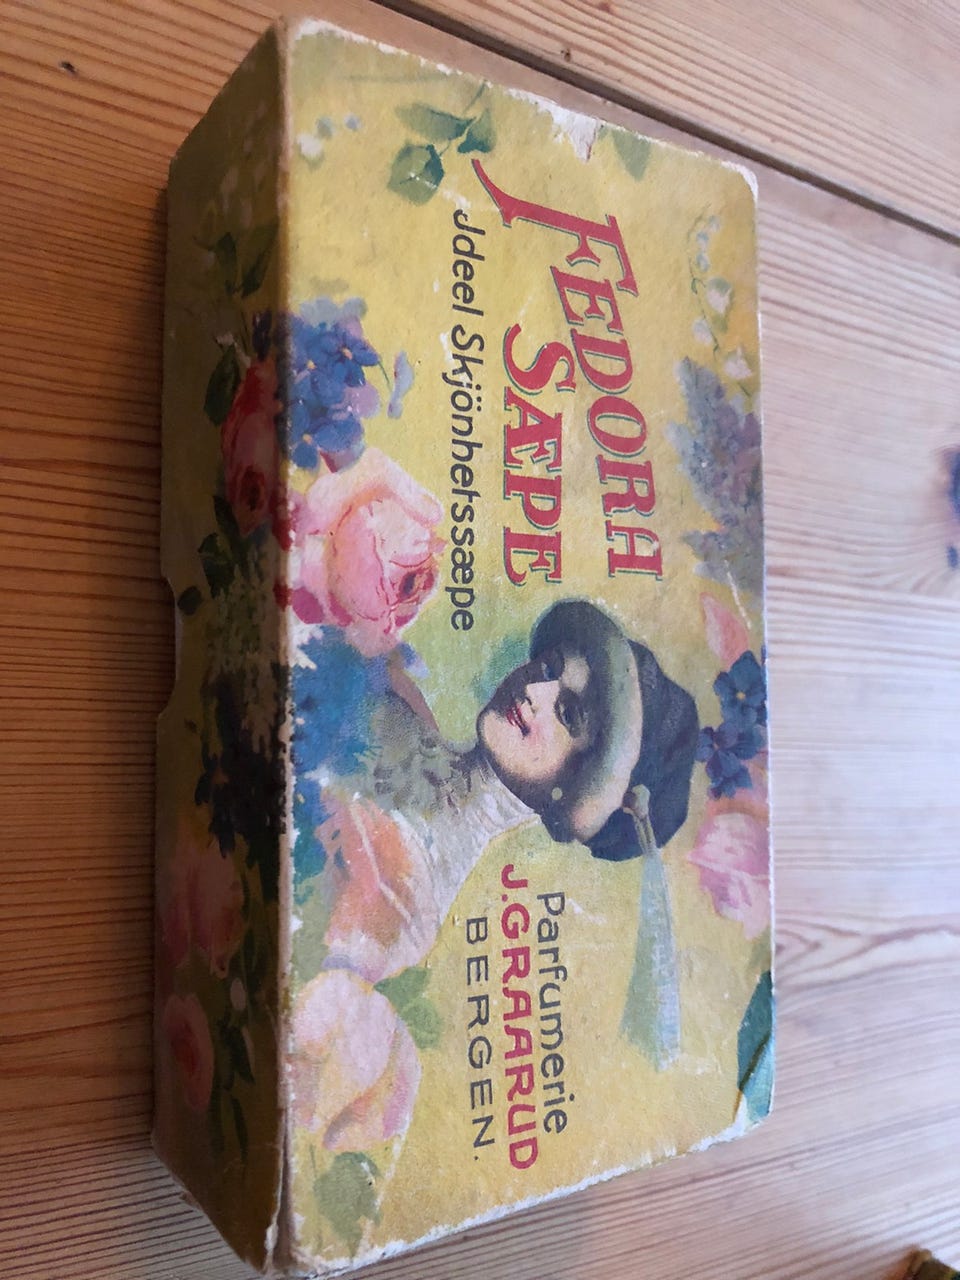 FEDORA
SÆPE
Jdeel Skjönhetssæpe
Parfumerie
J. GRAARUD
BERGEN.